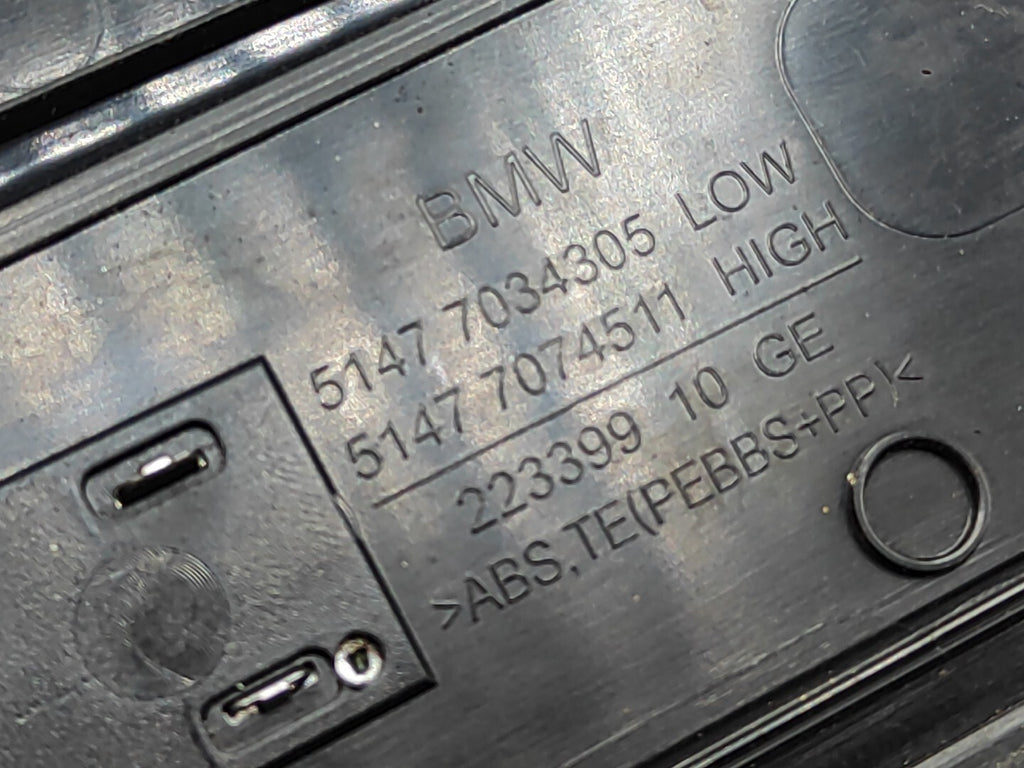 BMW
5147 7034305 LOW
5147 7074511 HIGH
223399 10 GE
>ABS,TE(PEBBS+PP)<